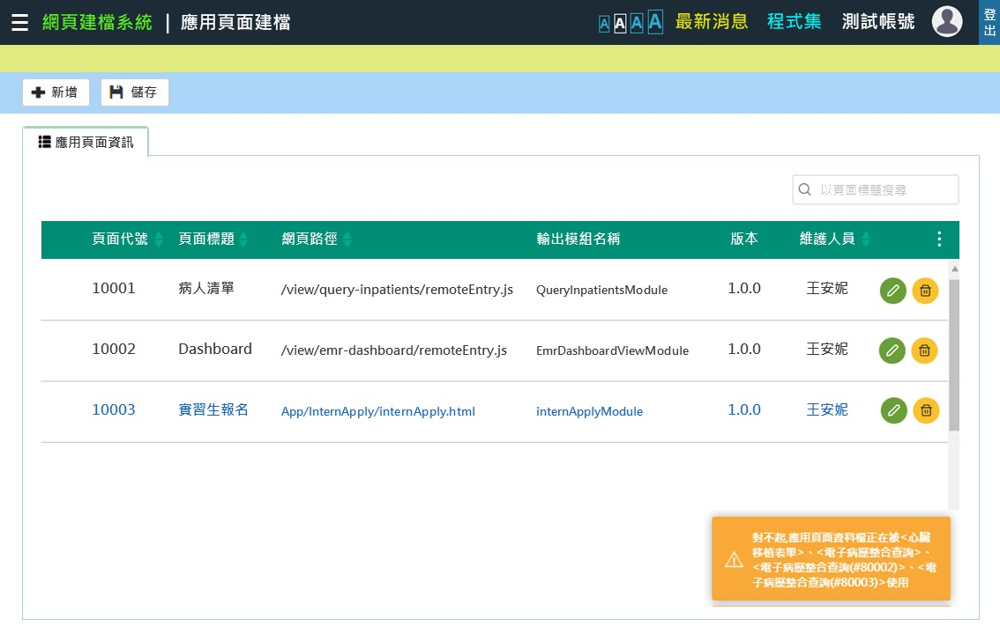 網頁建檔系統 | 應用頁面建檔
A A A A 最新消息 程式集 測試帳號 登出
新增 儲存
應用頁面資訊
以頁面標題搜尋
頁面代號 頁面標題 網頁路徑 輸出模組名稱 版本 維護人員
10001 病人清單 /view/query-inpatients/remoteEntry.js QueryInpatientsModule 1.0.0 王安妮
10002 Dashboard /view/emr-dashboard/remoteEntry.js EmrDashboardViewModule 1.0.0 王安妮
10003 實習生報名 App/InternApply/internApply.html internApplyModule 1.0.0 王安妮
對不起,應用頁面資料檔正在被<心臟
移植表單>、<電子病歷整合查詢>、
<電子病歷整合查詢(#80002)>、<電
子病歷整合查詢(#80003)>使用